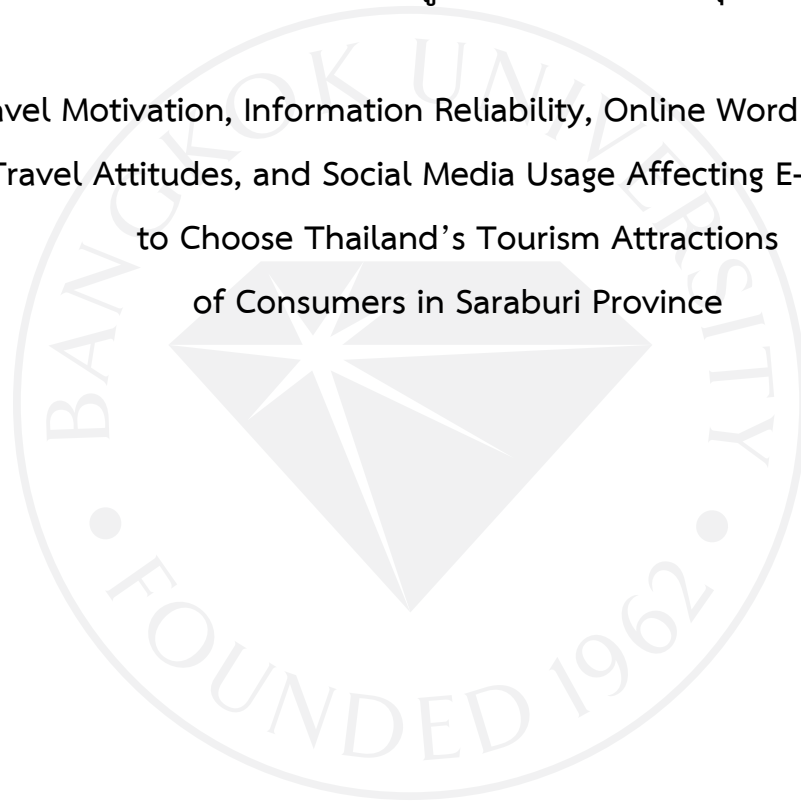 Travel Motivation, Information Reliability, Online Word
Travel Attitudes, and Social Media Usage Affecting E-
to Choose Thailand's Tourism Attractions
of Consumers in Saraburi Province
BANGKOK UNIVERSITY
FOUNDED 1962